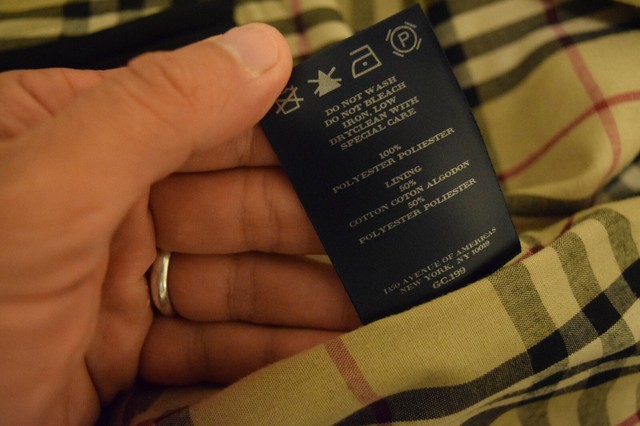 P
DO NOT WASH
DO NOT BLEACH
IRON, LOW
DRYCLEAN WITH
SPECIAL CARE
100%
POLYESTER POLIESTER
LINING
50%
COTTON COTON ALGODON
50%
POLYESTER POLIESTER
AVENUE OF AMERICAS
NEW YORK, NY 10019
GC.199